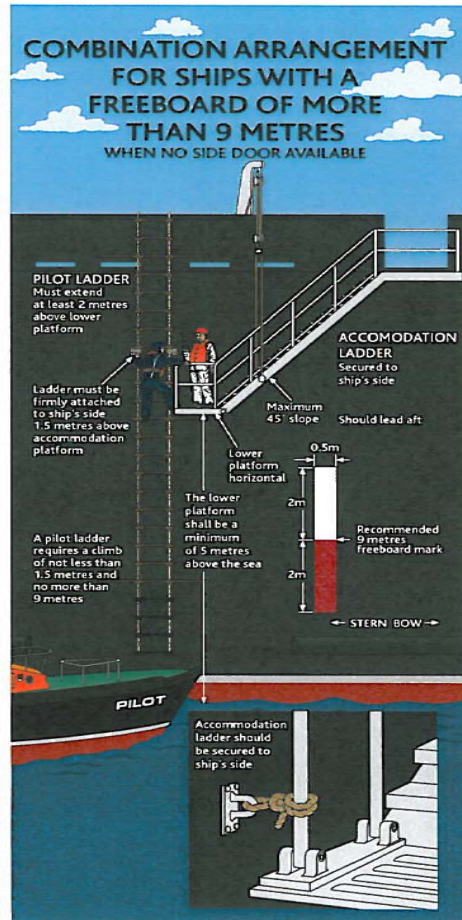 COMBINATION ARRANGEMENT
FOR SHIPS WITH A
FREEBOARD OF MORE
THAN 9 METRES
WHEN NO SIDE DOOR AVAILABLE
PILOT LADDER
Must extend
at least 2 metres
above lower
platform
Ladder must be
firmly attached
to ship's side
1.5 metres above
accommodation
platform
A pilot ladder
requires a climb
of not less than
1.5 metres and
no more than
9 metres
ACCOMODATION
LADDER
Secured to
ship's side
Maximum
45° slope
Should lead aft
Lower
platform
horizontal
The lower
platform
shall be a
minimum
of 5 metres
above the sea
0.5m
2m
2m
Recommended
9 metres
freeboard mark
STERN BOW
PILOT
Accommodation
ladder should
be secured to
ship's side